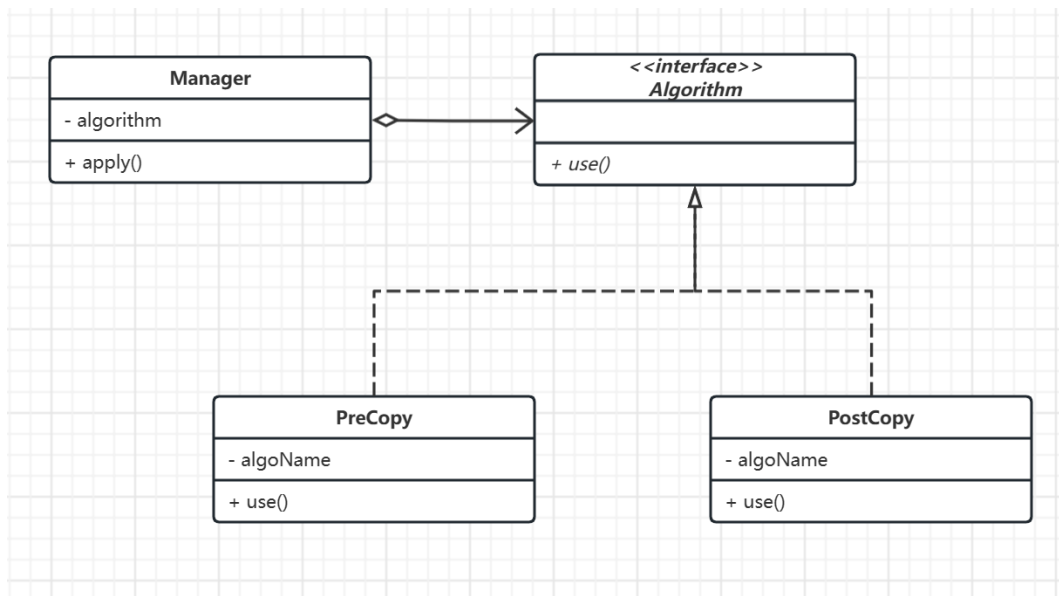 Manager
- algorithm
+ apply()
<<interface>>
Algorithm
+ use()
PreCopy
- algoName
+ use()
PostCopy
- algoName
+ use()